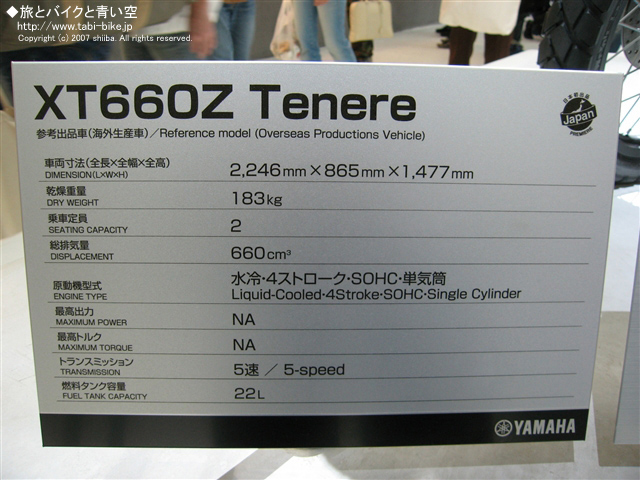 ◆旅とバイクと青い空
http://www.tabi-bike.jp
Copyright (c) 2007 shiiba. All rights reserved.
XT660Z Tenere
参考出品車(海外生産車)/Reference model (Overseas Productions Vehicle)
日本初公開
Japan
PREMIERE
車両寸法(全長×全幅×全高)
DIMENSION(L×W×H)
2,246mm×865mm×1,477mm
乾燥重量
DRY WEIGHT
183kg
乗車定員
SEATING CAPACITY
2
総排気量
DISPLACEMENT
660cm³
原動機型式
ENGINE TYPE
水冷・4ストローク・SOHC・単気筒
Liquid-Cooled・4Stroke・SOHC・Single Cylinder
最高出力
MAXIMUM POWER
NA
最高トルク
MAXIMUM TORQUE
NA
トランスミッション
TRANSMISSION
5速 / 5-speed
燃料タンク容量
FUEL TANK CAPACITY
22L
YAMAHA